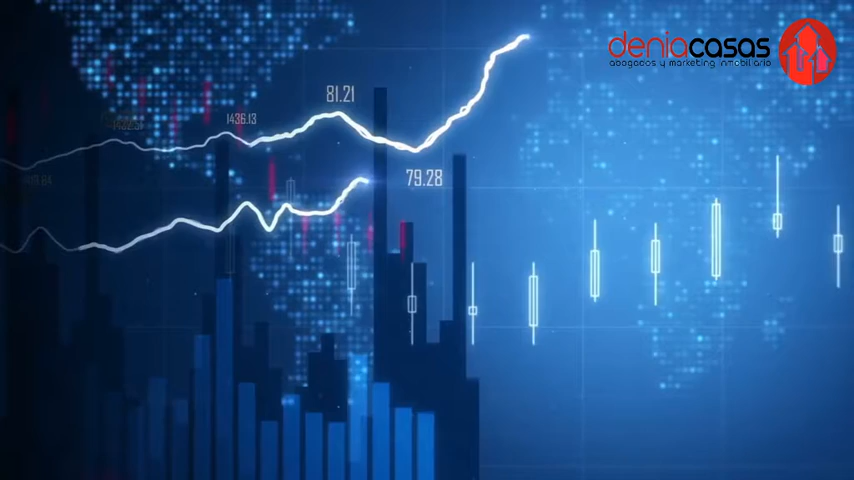 deniacasas
abogados y marketing inmobiliario
81.21
1436.13
79.28